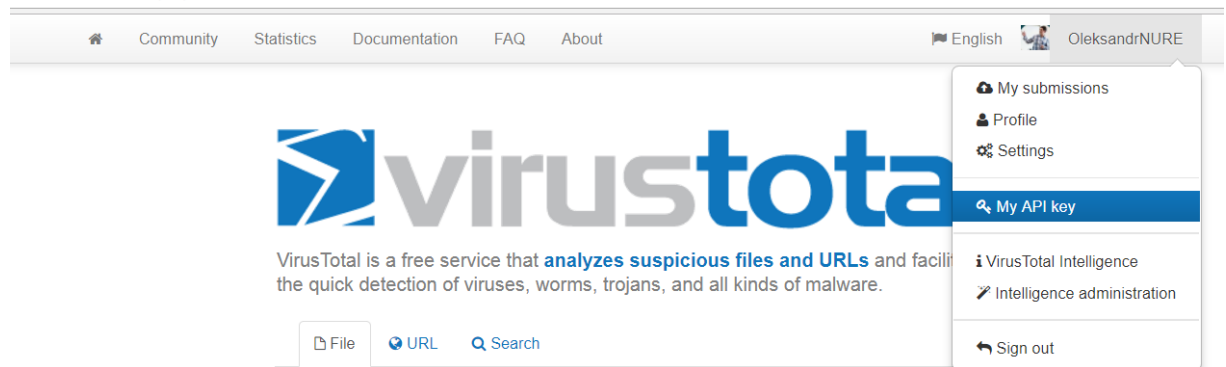 Community Statistics Documentation FAQ About English OleksandrNURE
My submissions
Profile
Settings
My API key
VirusTotal Intelligence
Intelligence administration
Sign out
virustota
VirusTotal is a free service that analyzes suspicious files and URLs and facili
the quick detection of viruses, worms, trojans, and all kinds of malware.
File URL Search